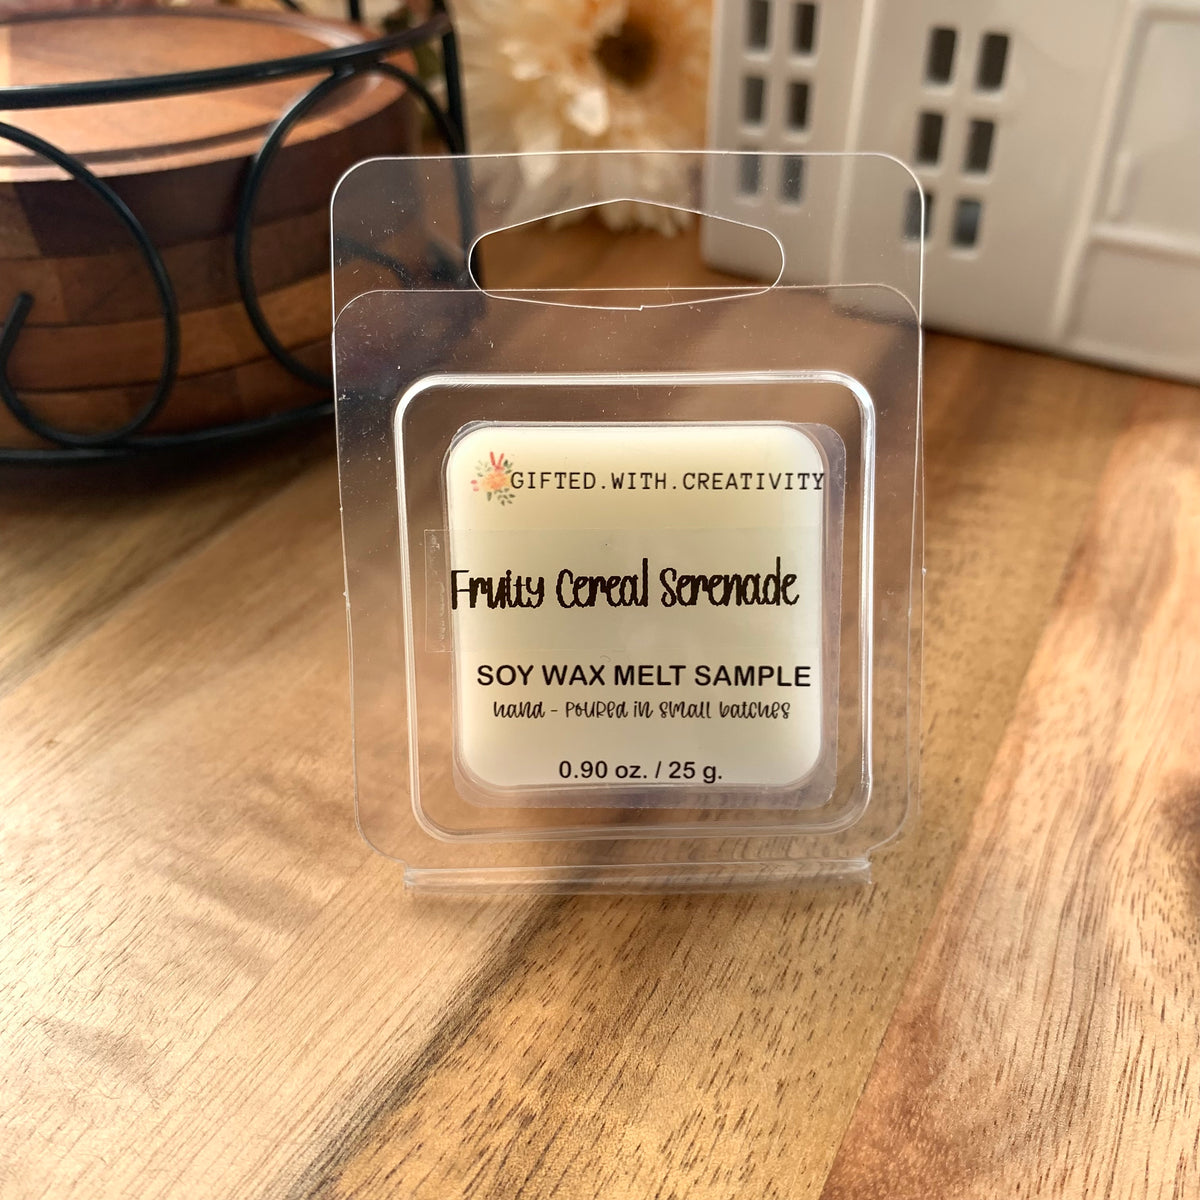 GIFTED.WITH.CREATIVITY
Fruity Cereal Serenade
SOY WAX MELT SAMPLE
hand - poured in small batches
0.90 oz. / 25 g.